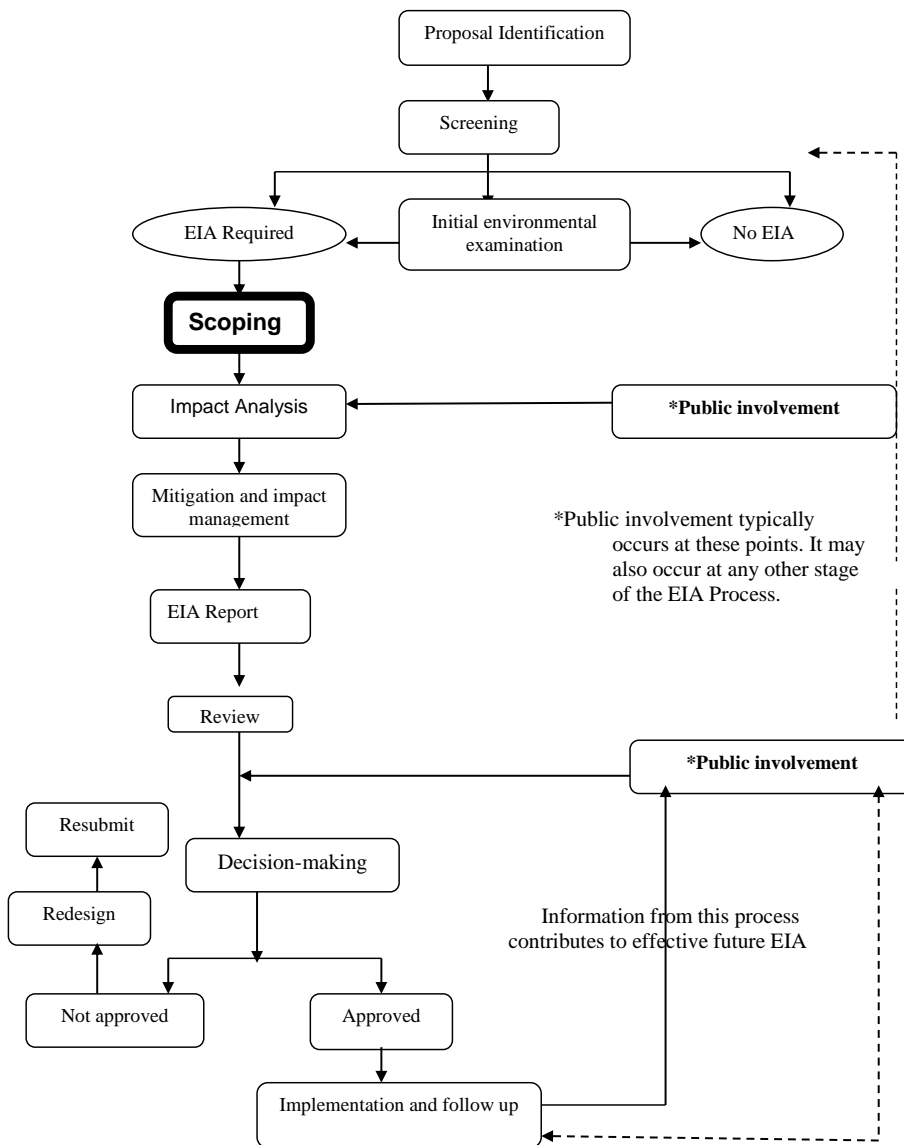 Proposal Identification
Screening
EIA Required
Initial environmental
examination
No EIA
Scoping
Impact Analysis
*Public involvement
Mitigation and impact
management
*Public involvement typically
occurs at these points. It may
also occur at any other stage
of the EIA Process.
EIA Report
Review
*Public involvement
Resubmit
Decision-making
Redesign
Information from this process
contributes to effective future EIA
Not approved
Approved
Implementation and follow up